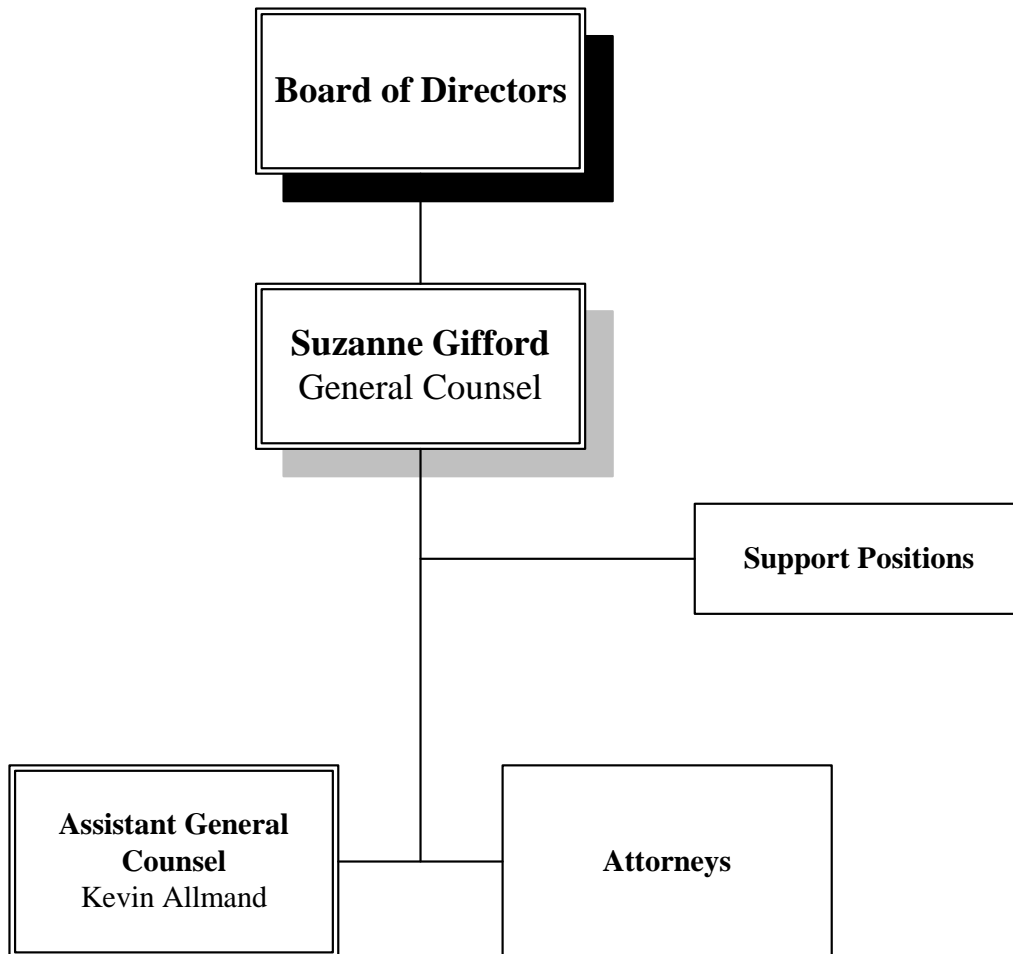 Board of Directors
Suzanne Gifford
General Counsel
Support Positions
Assistant General
Counsel
Kevin Allmand
Attorneys